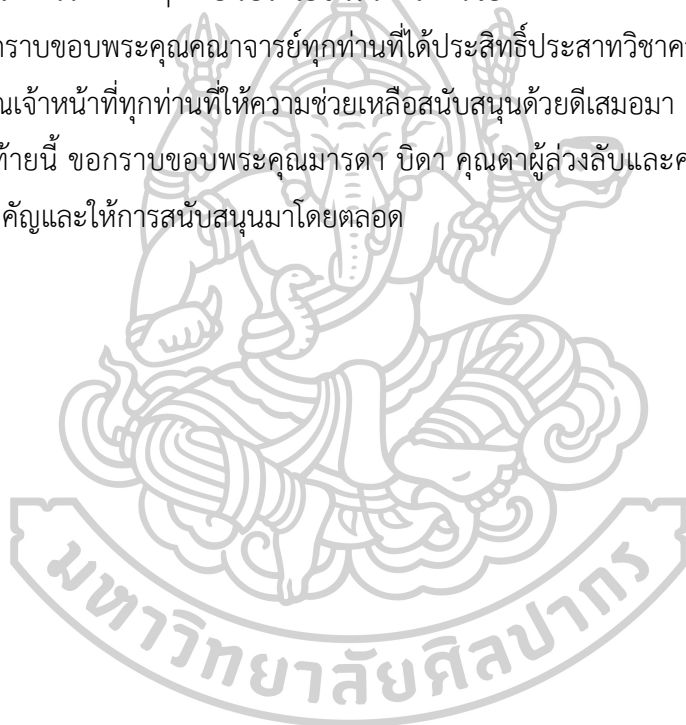 กราบขอบพระคุณคณาจารย์ทุกท่านที่ได้ประสิทธิ์ประสาทวิชา
เจ้าหน้าที่ทุกท่านที่ให้ความช่วยเหลือสนับสนุนด้วยดีเสมอมา
ท้ายนี้ ขอกราบขอบพระคุณมารดา บิดา คุณตาผู้ล่วงลับและ
คัญและให้การสนับสนุนมาโดยตลอด
มหาวิทยาลัยศิลปากร